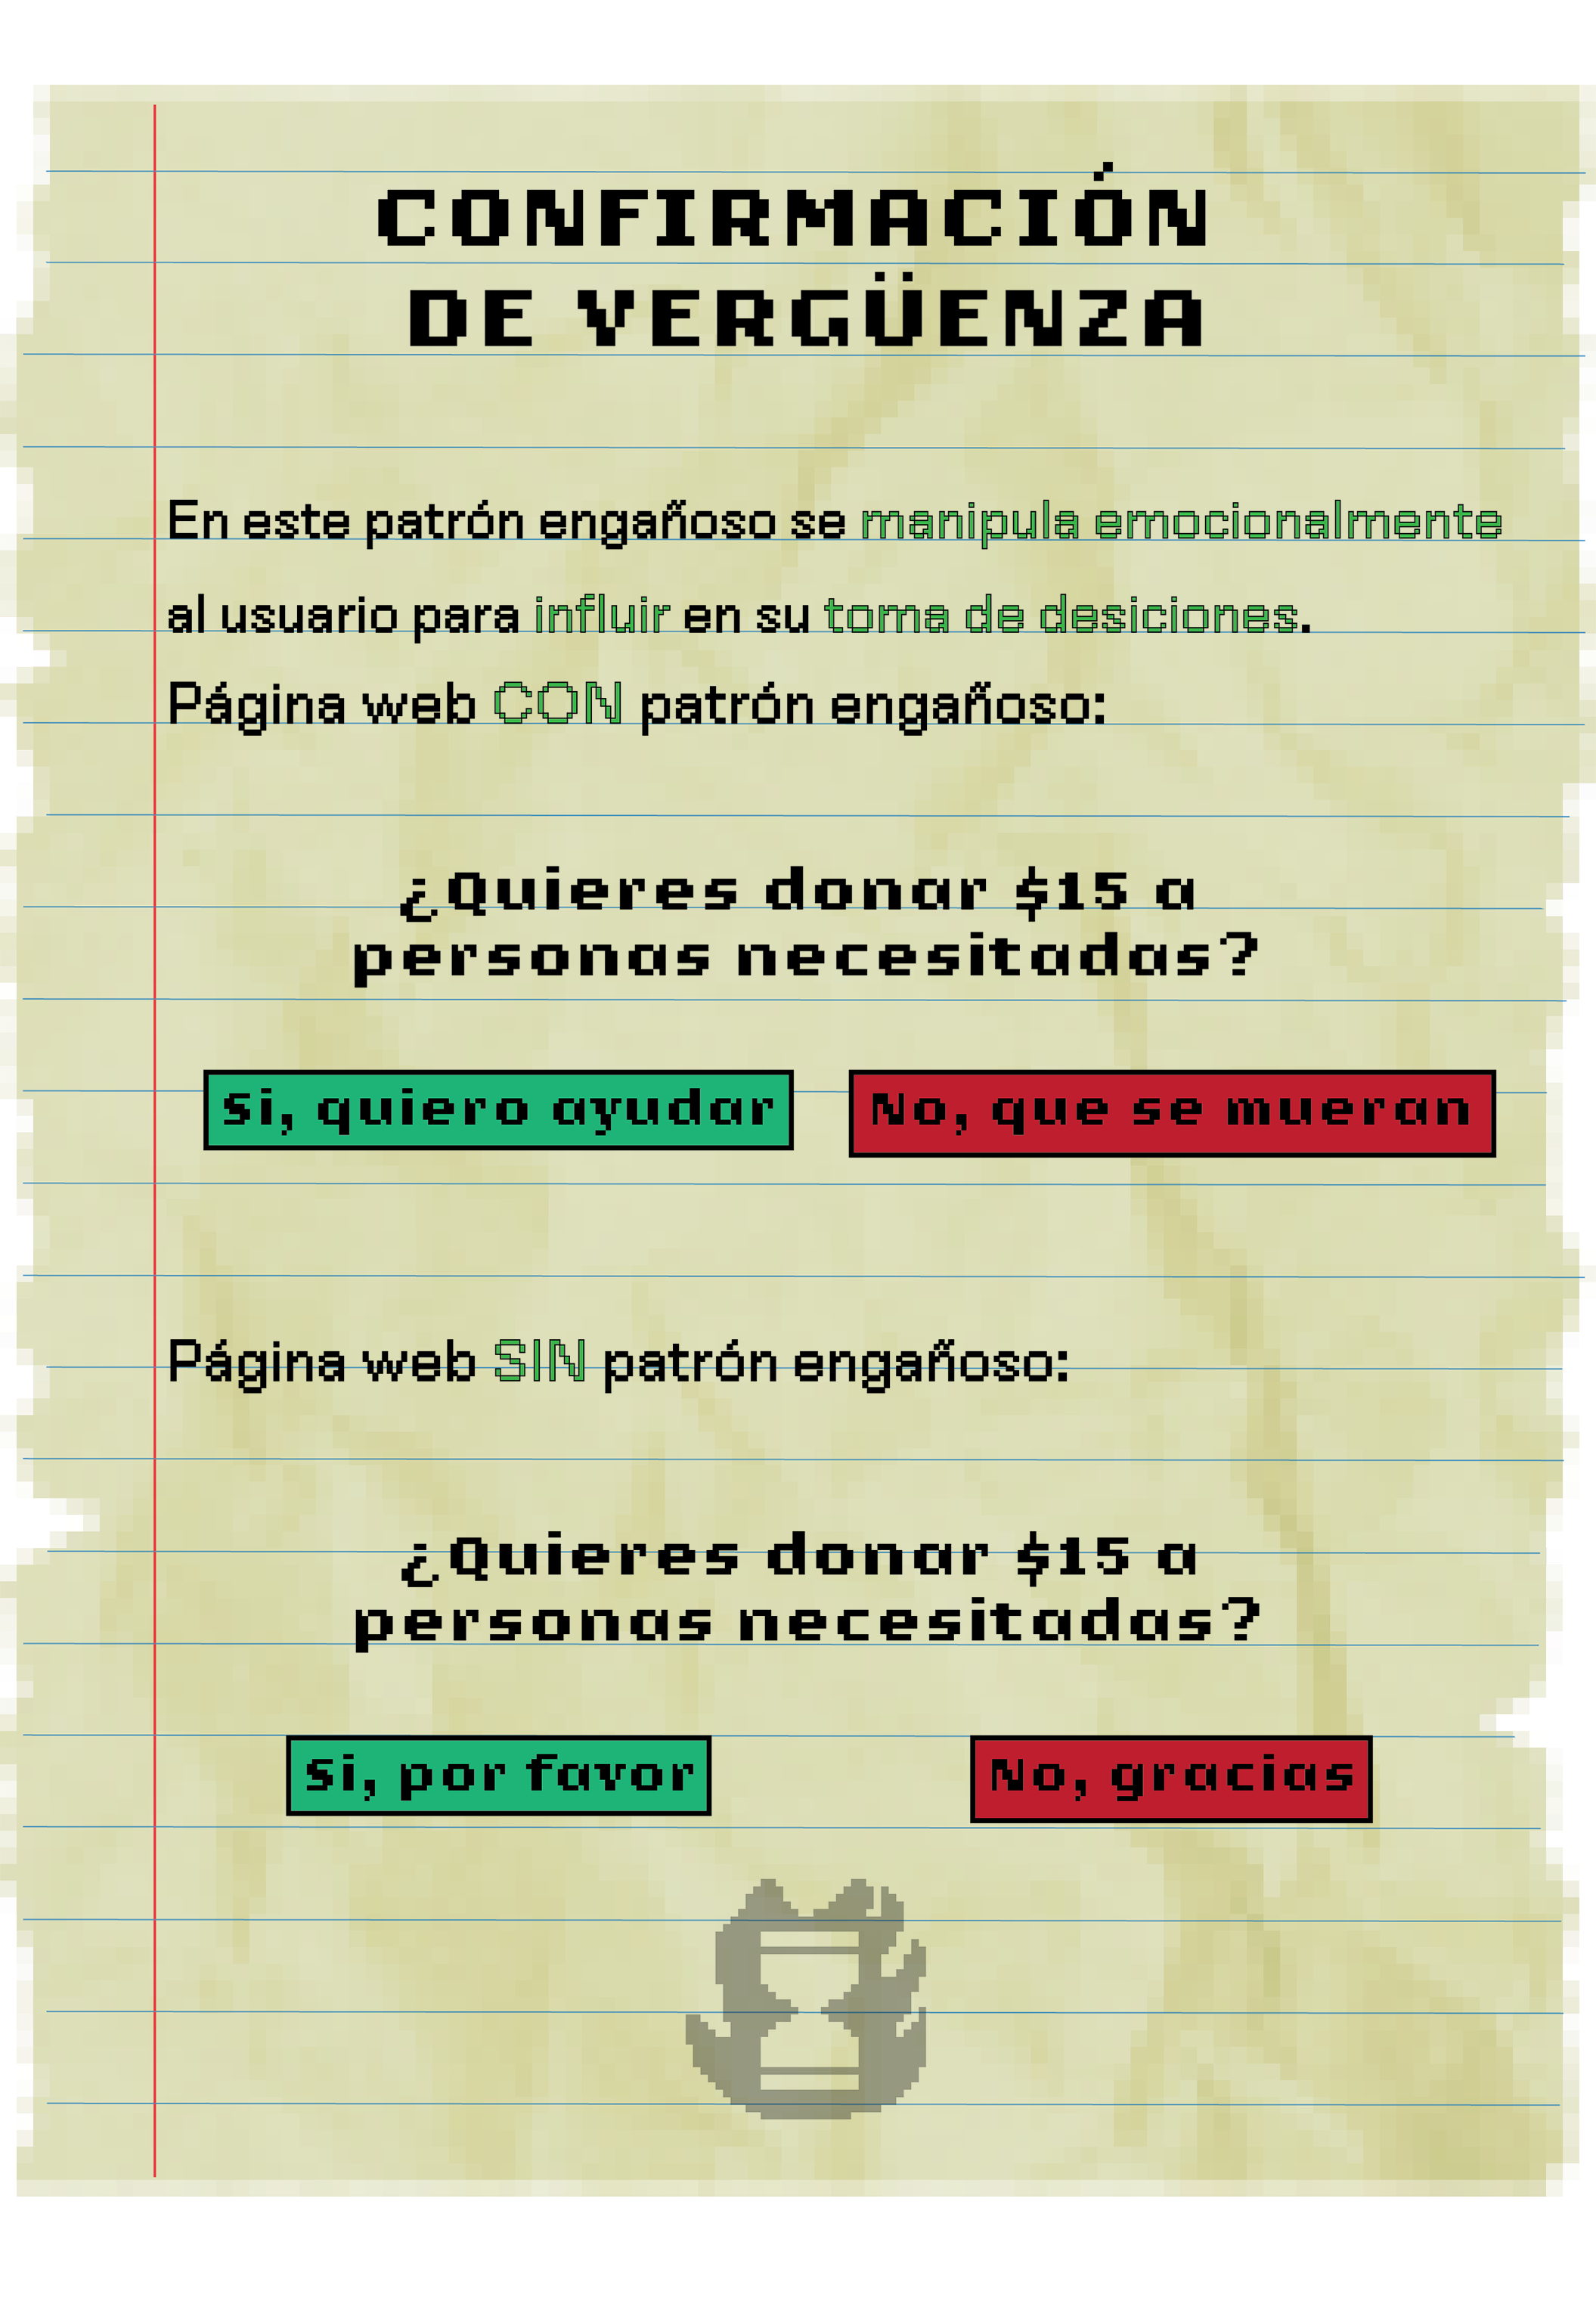 CONFIRMACIÓN
DE VERGÜENZA
En este patrón engañoso se manipula emocionalmente
al usuario para influir en su toma de desiciones.
Página web CON patrón engañoso:
¿Quieres donar $15 a
personas necesitadas?
Si, quiero ayudar No, que se mueran
Página web SIN patrón engañoso:
¿Quieres donar $15 a
personas necesitadas?
Si, por favor No, gracias